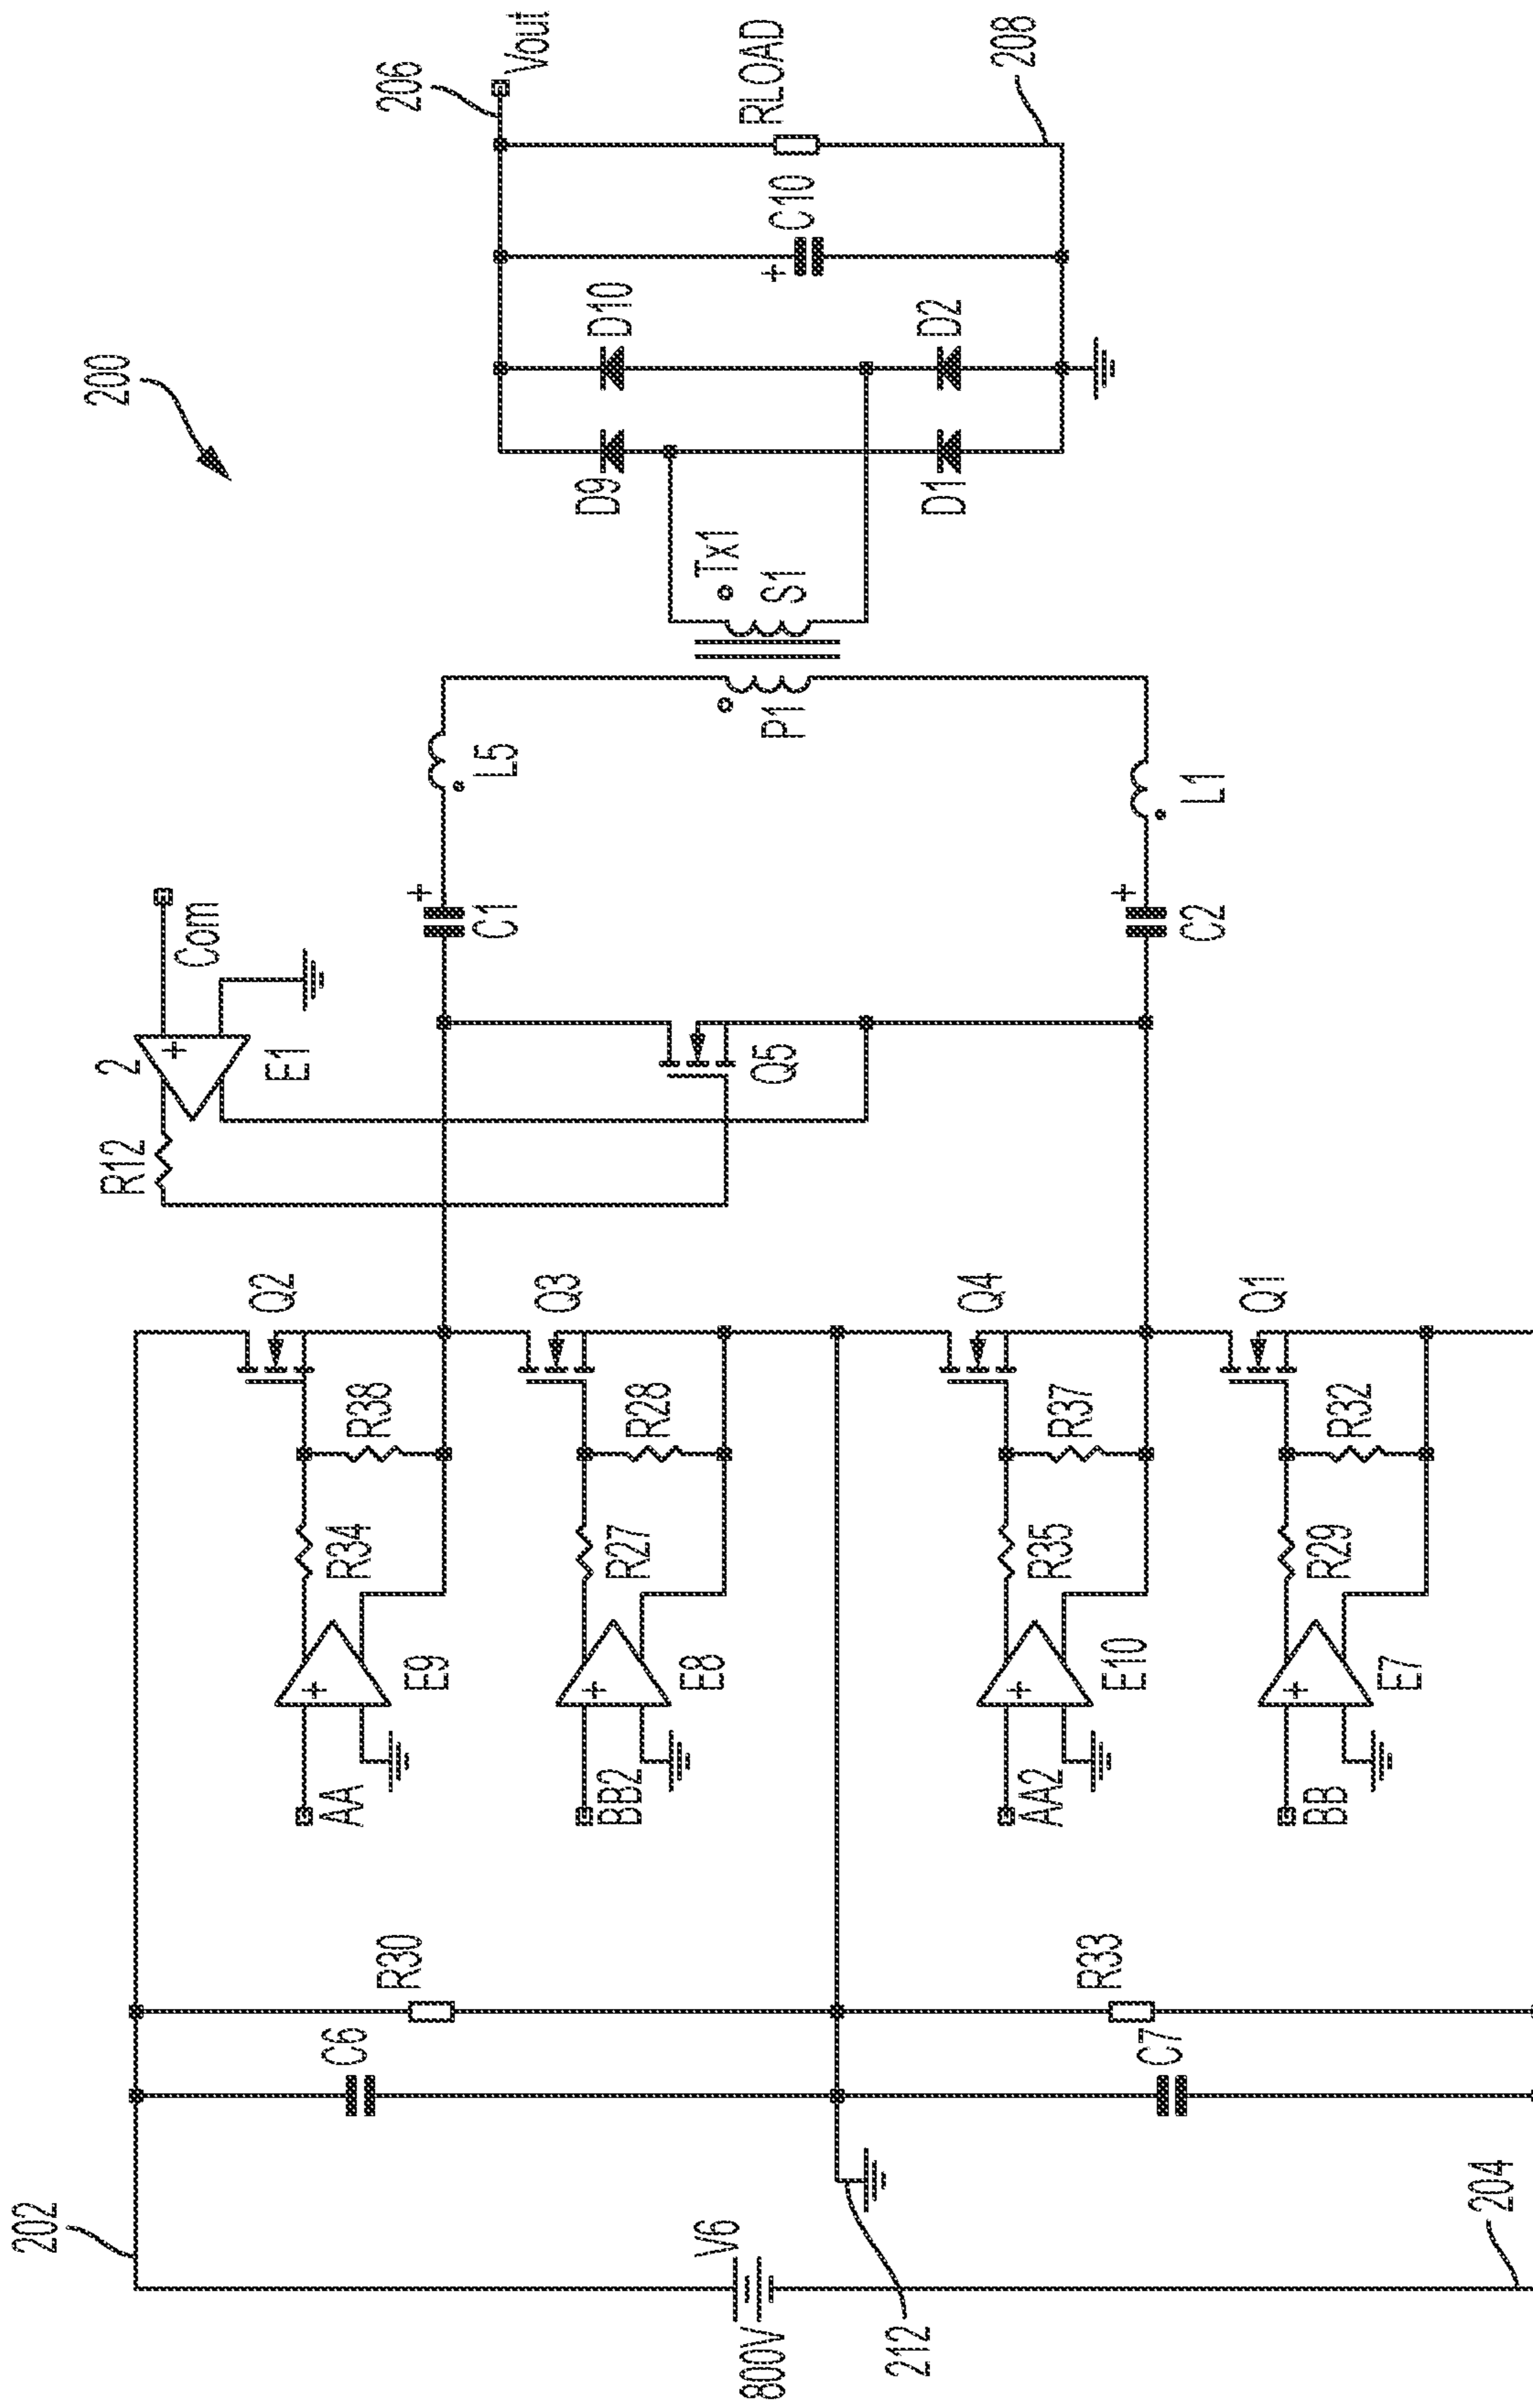 200
202
204
206
208
212
800V
V6
C6
R30
C7
R33
AA
E9
R34
R38
Q2
BB2
E8
R27
R28
Q3
AA2
E10
R35
R37
Q4
BB
E7
R29
R32
Q1
R12
2
+
E1
Com
Q5
+
C1
L5
+
C2
L1
P1
Tx1
S1
D9
D10
D1
D2
+
C10
RLOAD
Vout
+
+
+
+